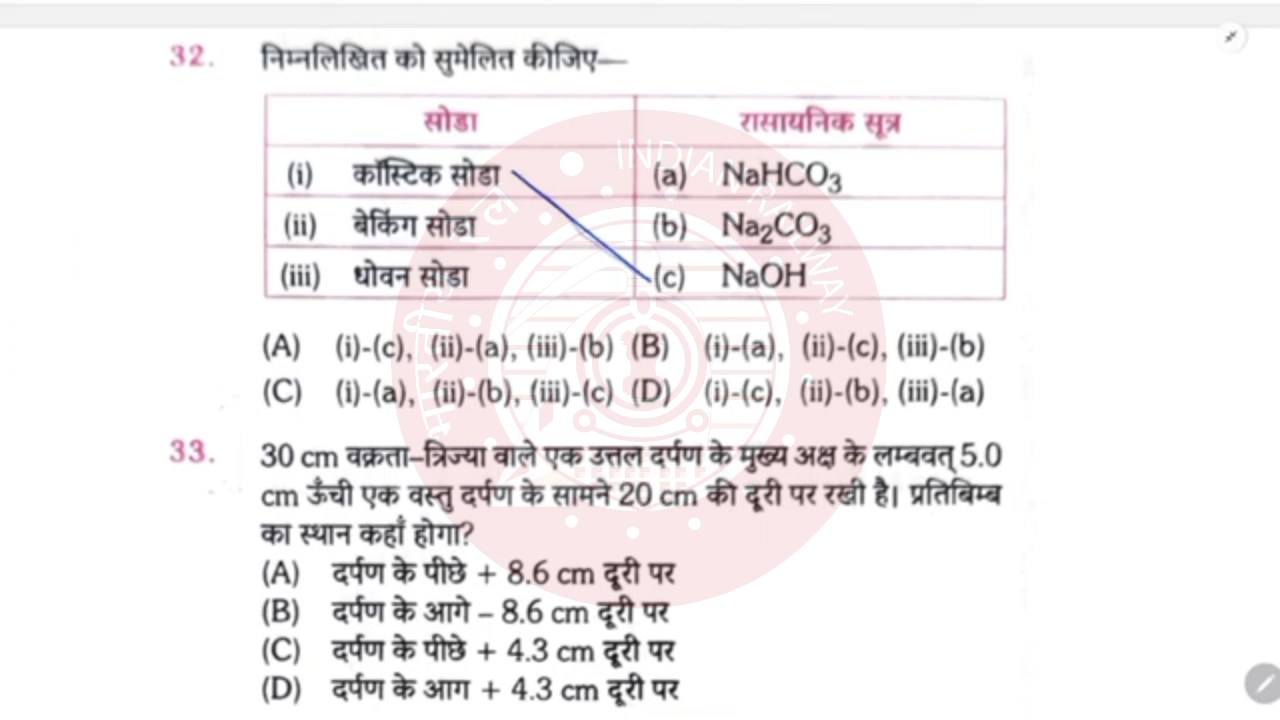 32. निम्नलिखित को सुमेलित कीजिए—
सोडा रासायनिक सूत्र
(i) कॉस्टिक सोडा (a) NaHCO₃
(ii) बेकिंग सोडा (b) Na₂CO₃
(iii) धोवन सोडा (c) NaOH
(A) (i)-(c), (ii)-(a), (iii)-(b) (B) (i)-(a), (ii)-(c), (iii)-(b)
(C) (i)-(a), (ii)-(b), (iii)-(c) (D) (i)-(c), (ii)-(b), (iii)-(a)
33. 30 cm वक्रता–त्रिज्या वाले एक उत्तल दर्पण के मुख्य अक्ष के लम्बवत् 5.0
cm ऊँची एक वस्तु दर्पण के सामने 20 cm की दूरी पर रखी है। प्रतिबिम्ब
का स्थान कहाँ होगा?
(A) दर्पण के पीछे + 8.6 cm दूरी पर
(B) दर्पण के आगे – 8.6 cm दूरी पर
(C) दर्पण के पीछे + 4.3 cm दूरी पर
(D) दर्पण के आग + 4.3 cm दूरी पर
INDIAN RAILWAY